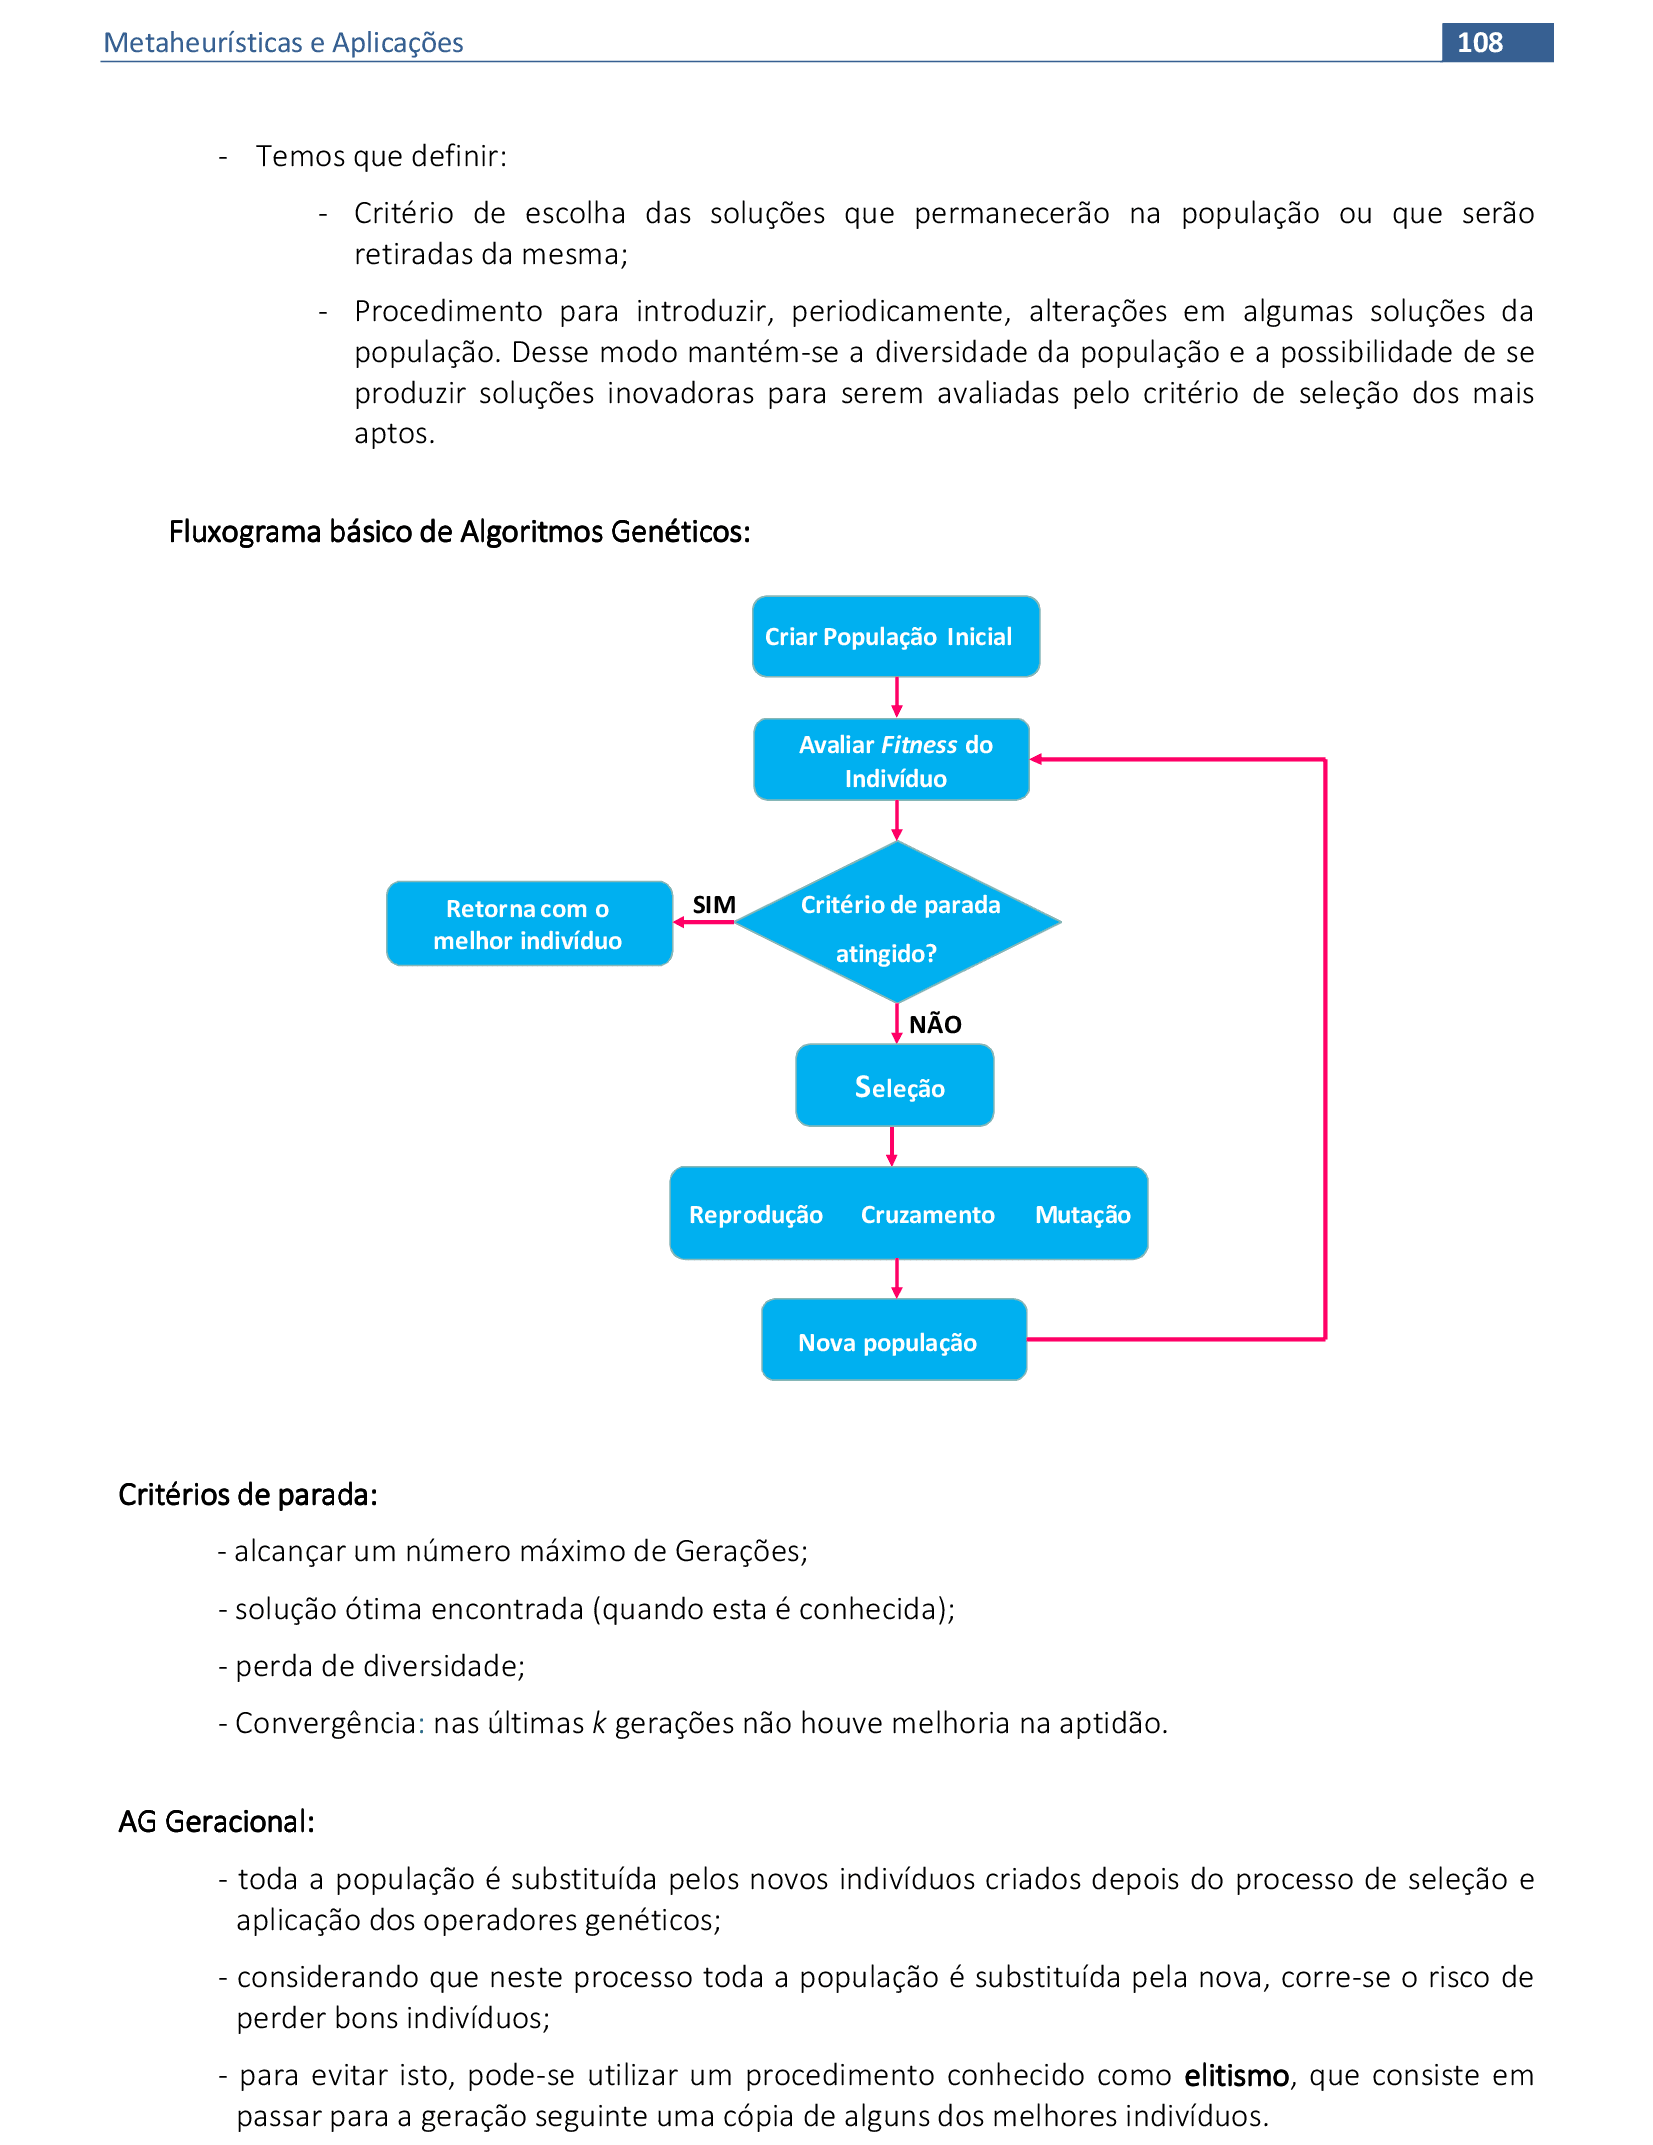 Metaheurísticas e Aplicações 108
- Temos que definir:
- Critério de escolha das soluções que permanecerão na população ou que serão
retiradas da mesma;
- Procedimento para introduzir, periodicamente, alterações em algumas soluções da
população. Desse modo mantém-se a diversidade da população e a possibilidade de se
produzir soluções inovadoras para serem avaliadas pelo critério de seleção dos mais
aptos.
Fluxograma básico de Algoritmos Genéticos:
Criar População Inicial
Avaliar Fitness do
Indivíduo
Critério de parada
atingido?
SIM
Retorna com o
melhor indivíduo
NÃO
Seleção
Reprodução Cruzamento Mutação
Nova população
Critérios de parada:
- alcançar um número máximo de Gerações;
- solução ótima encontrada (quando esta é conhecida);
- perda de diversidade;
- Convergência: nas últimas k gerações não houve melhoria na aptidão.
AG Geracional:
- toda a população é substituída pelos novos indivíduos criados depois do processo de seleção e
aplicação dos operadores genéticos;
- considerando que neste processo toda a população é substituída pela nova, corre-se o risco de
perder bons indivíduos;
- para evitar isto, pode-se utilizar um procedimento conhecido como elitismo, que consiste em
passar para a geração seguinte uma cópia de alguns dos melhores indivíduos.